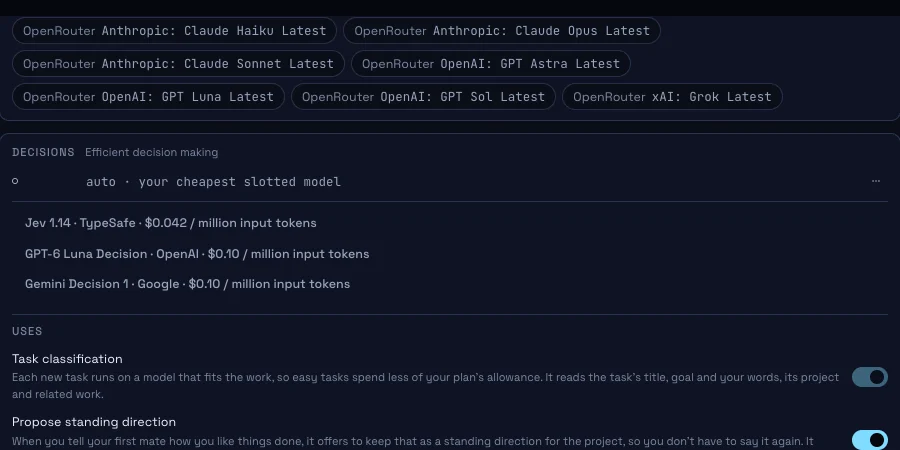 OpenRouter Anthropic: Claude Haiku Latest
OpenRouter Anthropic: Claude Opus Latest
OpenRouter Anthropic: Claude Sonnet Latest
OpenRouter OpenAI: GPT Astra Latest
OpenRouter OpenAI: GPT Luna Latest
OpenRouter OpenAI: GPT Sol Latest
OpenRouter xAI: Grok Latest
DECISIONS Efficient decision making
auto · your cheapest slotted model ...
Jev 1.14 · TypeSafe · $0.042 / million input tokens
GPT-6 Luna Decision · OpenAI · $0.10 / million input tokens
Gemini Decision 1 · Google · $0.10 / million input tokens
USES
Task classification
Each new task runs on a model that fits the work, so easy tasks spend less of your plan's allowance. It reads the task's title, goal and your words, its project
and related work.
Propose standing direction
When you tell your first mate how you like things done, it offers to keep that as a standing direction for the project, so you don't have to say it again. It